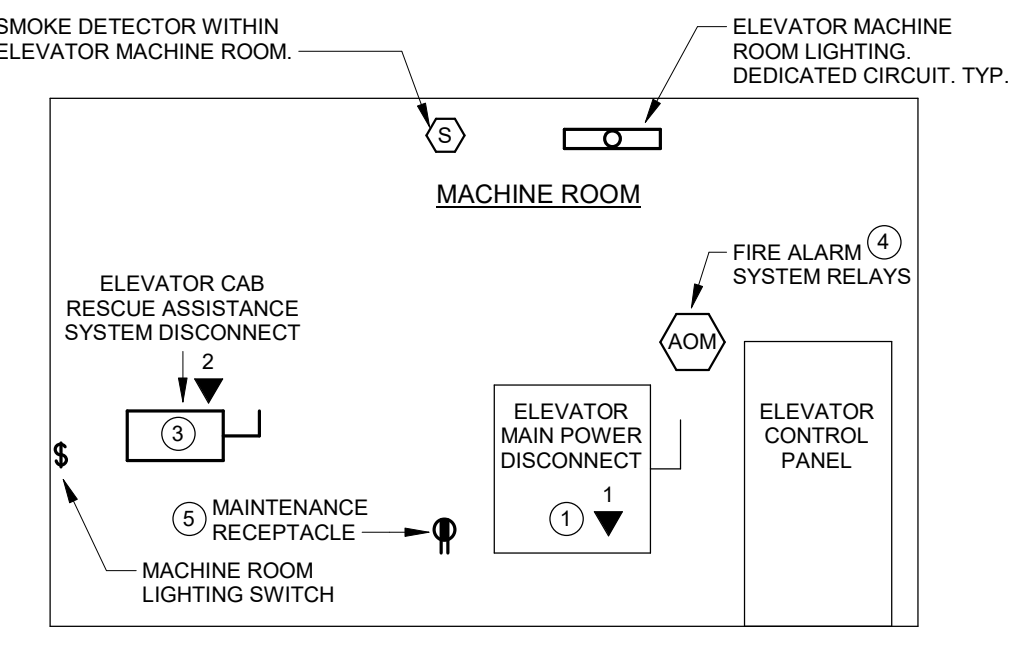 SMOKE DETECTOR WITHIN
ELEVATOR MACHINE ROOM.
ELEVATOR MACHINE
ROOM LIGHTING.
DEDICATED CIRCUIT. TYP.
S
MACHINE ROOM
FIRE ALARM 4
SYSTEM RELAYS
AOM
ELEVATOR CAB
RESCUE ASSISTANCE
SYSTEM DISCONNECT
2
3
$
ELEVATOR
MAIN POWER
DISCONNECT
1
1
ELEVATOR
CONTROL
PANEL
5 MAINTENANCE
RECEPTACLE
MACHINE ROOM
LIGHTING SWITCH